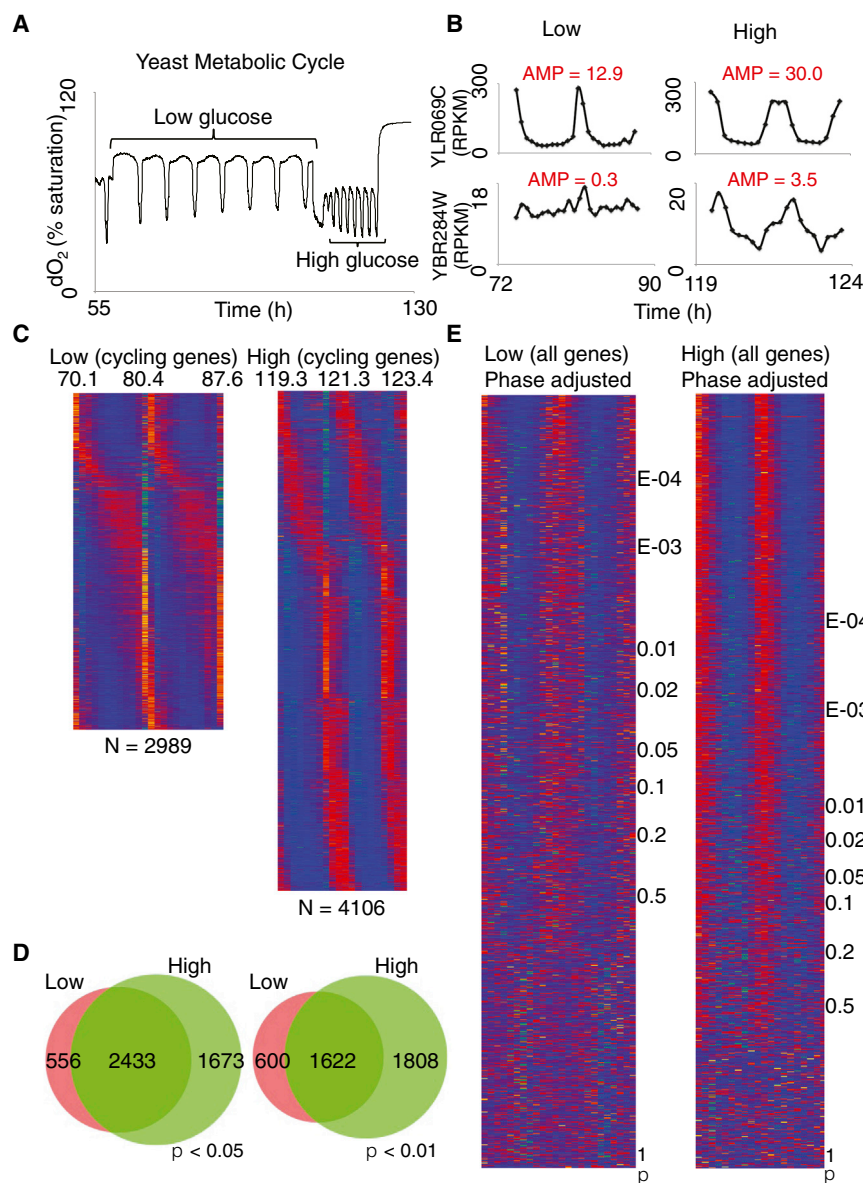 A
Yeast Metabolic Cycle
dO2 (% saturation)
120
0
Low glucose
High glucose
55
Time (h)
130
B
Low
High
YLR069C
(RPKM)
300
0
AMP = 12.9
300
0
AMP = 30.0
YBR284W
(RPKM)
18
0
AMP = 0.3
20
0
AMP = 3.5
72
90
119
124
Time (h)
C
Low (cycling genes)
70.1
80.4
87.6
High (cycling genes)
119.3
121.3
123.4
N = 2989
N = 4106
D
Low
High
556
2433
1673
p < 0.05
Low
High
600
1622
1808
p < 0.01
E
Low (all genes)
Phase adjusted
E-04
E-03
0.01
0.02
0.05
0.1
0.2
0.5
1
p
High (all genes)
Phase adjusted
E-04
E-03
0.01
0.02
0.05
0.1
0.2
0.5
1
p